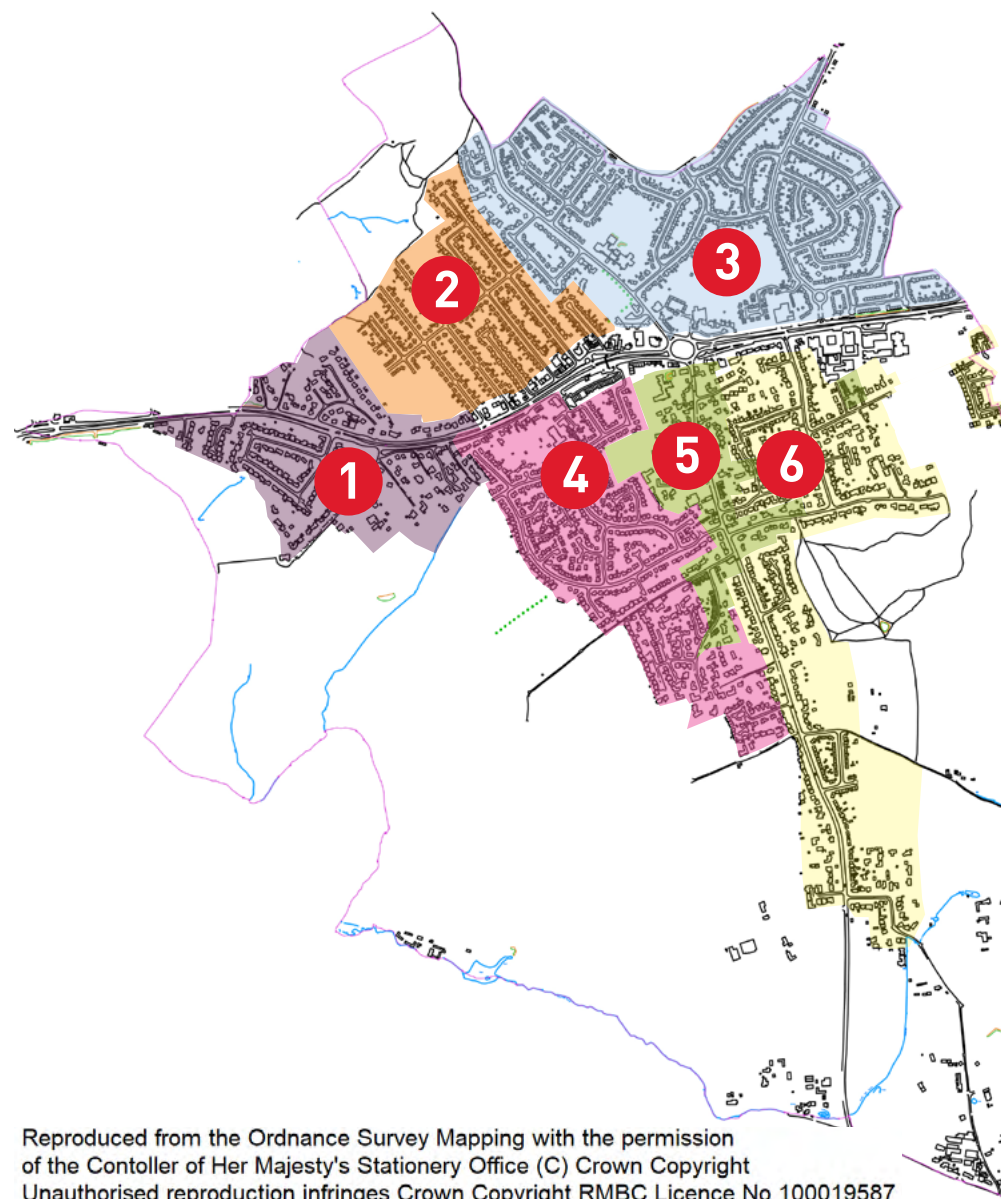 3
2
5
6
4
1
Reproduced from the Ordnance Survey Mapping with the permission
of the Contoller of Her Majesty's Stationery Office (C) Crown Copyright
Unauthorised reproduction infringes Crown Copyright RMBC Licence No 100019587